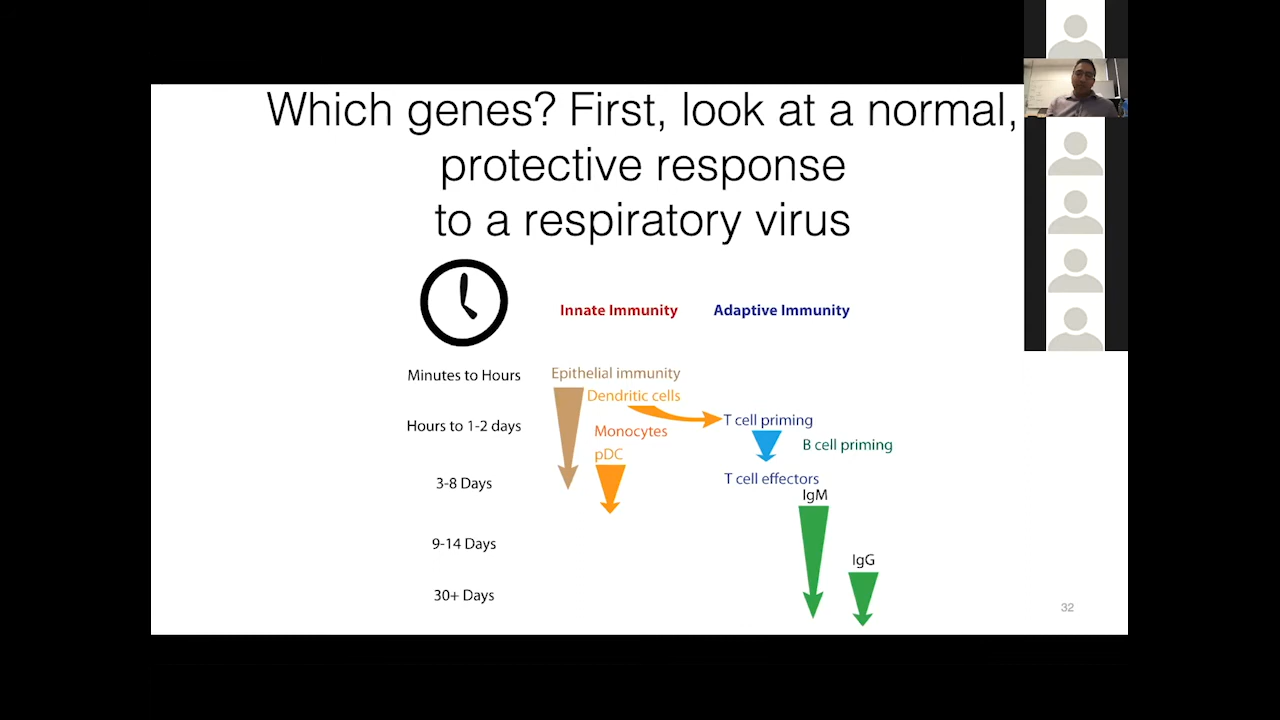 Which genes? First, look at a normal,
protective response
to a respiratory virus
Innate Immunity
Adaptive Immunity
Minutes to Hours
Epithelial immunity
Dendritic cells
Hours to 1-2 days
T cell priming
Monocytes
B cell priming
pDC
3-8 Days
T cell effectors
IgM
9-14 Days
IgG
30+ Days
32